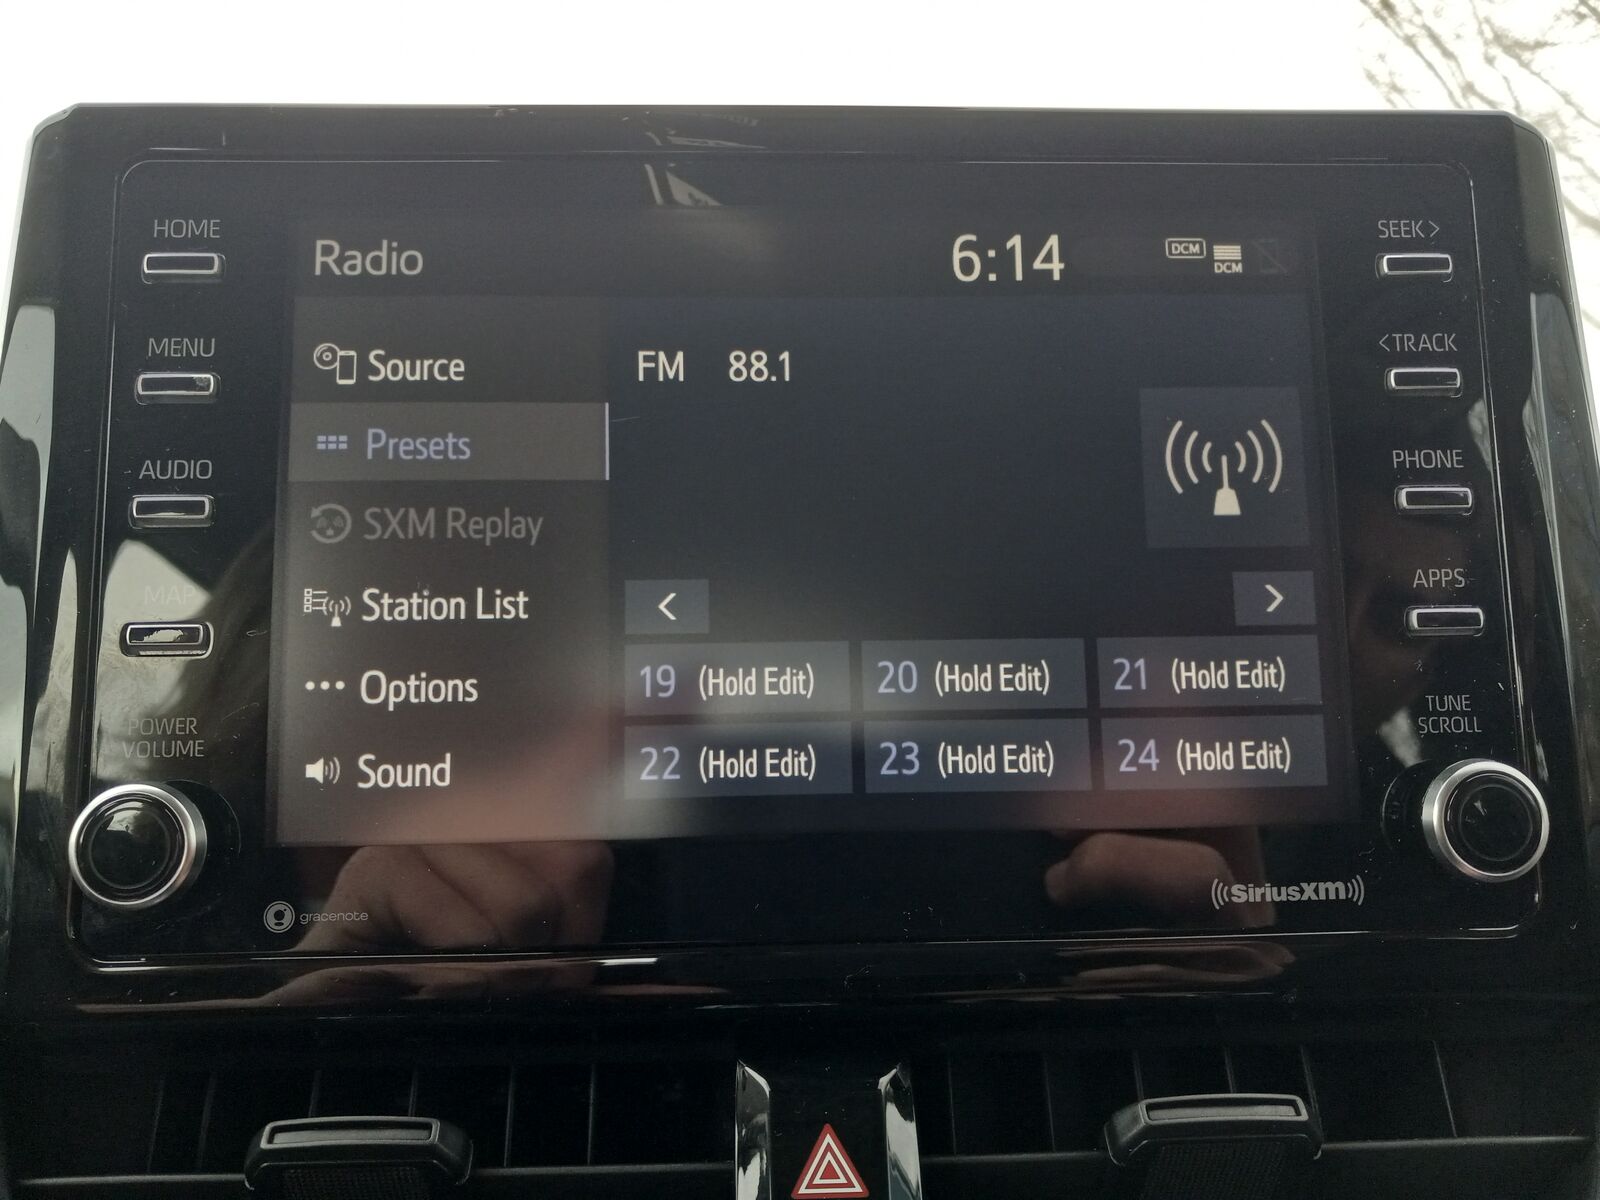 HOME
MENU
AUDIO
MAP
POWER
VOLUME
Radio
6:14
DCM
DCM
Source
Presets
SXM Replay
Station List
Options
Sound
FM 88.1
<
>
19 (Hold Edit)
20 (Hold Edit)
21 (Hold Edit)
22 (Hold Edit)
23 (Hold Edit)
24 (Hold Edit)
SEEK>
<TRACK
PHONE
APPS
TUNE
SCROLL
gracenote
SiriusXM